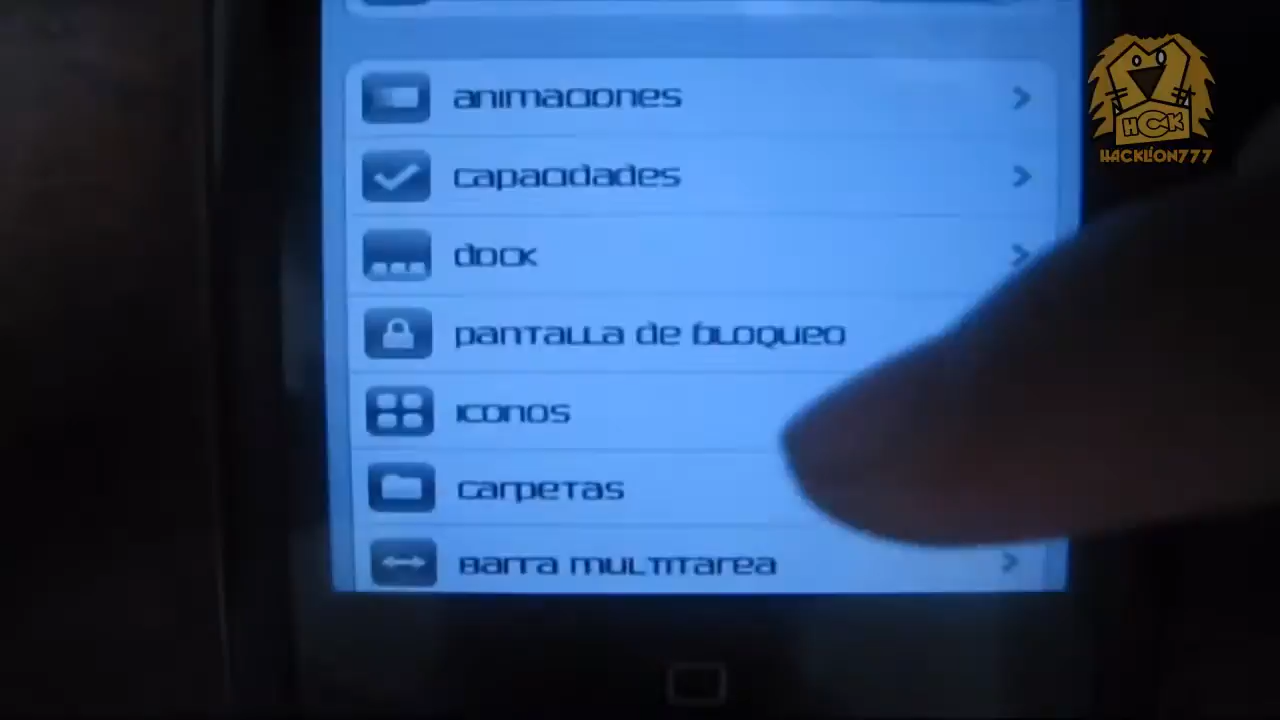 animaciones
capacidades
dock
pantalla de bloqueo
iconos
carpetas
Barra multitarea
HCK
HACKLION777